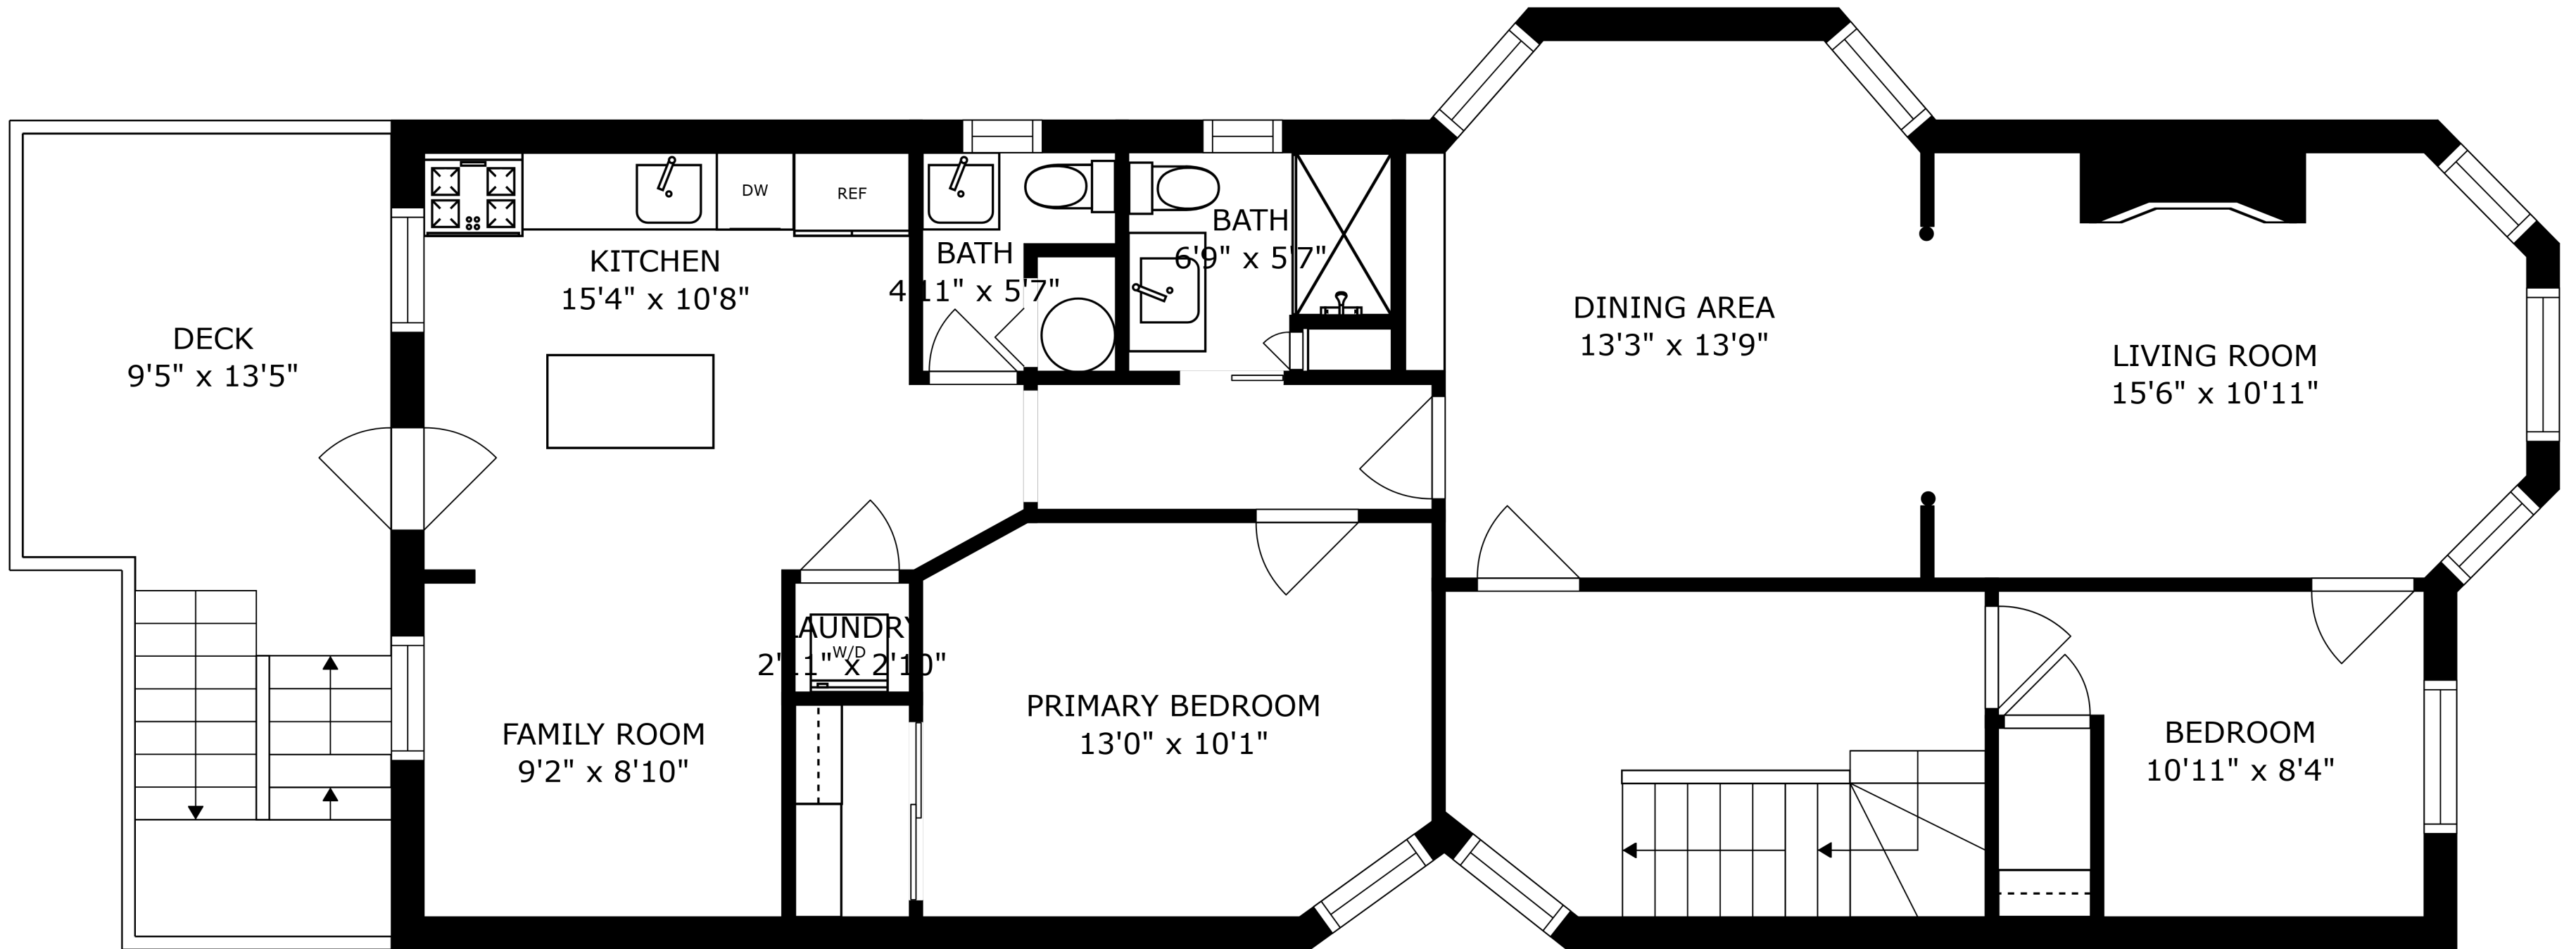 DW
REF
BATH
6'9" x 5'7"
BATH
4'11" x 5'7"
KITCHEN
15'4" x 10'8"
DINING AREA
13'3" x 13'9"
DECK
9'5" x 13'5"
LIVING ROOM
15'6" x 10'11"
LAUNDRY
W/D
2'11" x 2'10"
PRIMARY BEDROOM
13'0" x 10'1"
FAMILY ROOM
9'2" x 8'10"
BEDROOM
10'11" x 8'4"